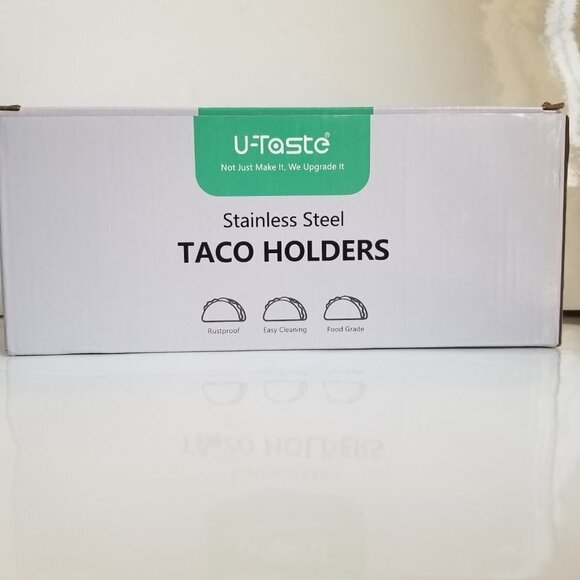 U-Taste®
Not Just Make It, We Upgrade It
Stainless Steel
TACO HOLDERS
Rustproof Easy Cleaning Food Grade